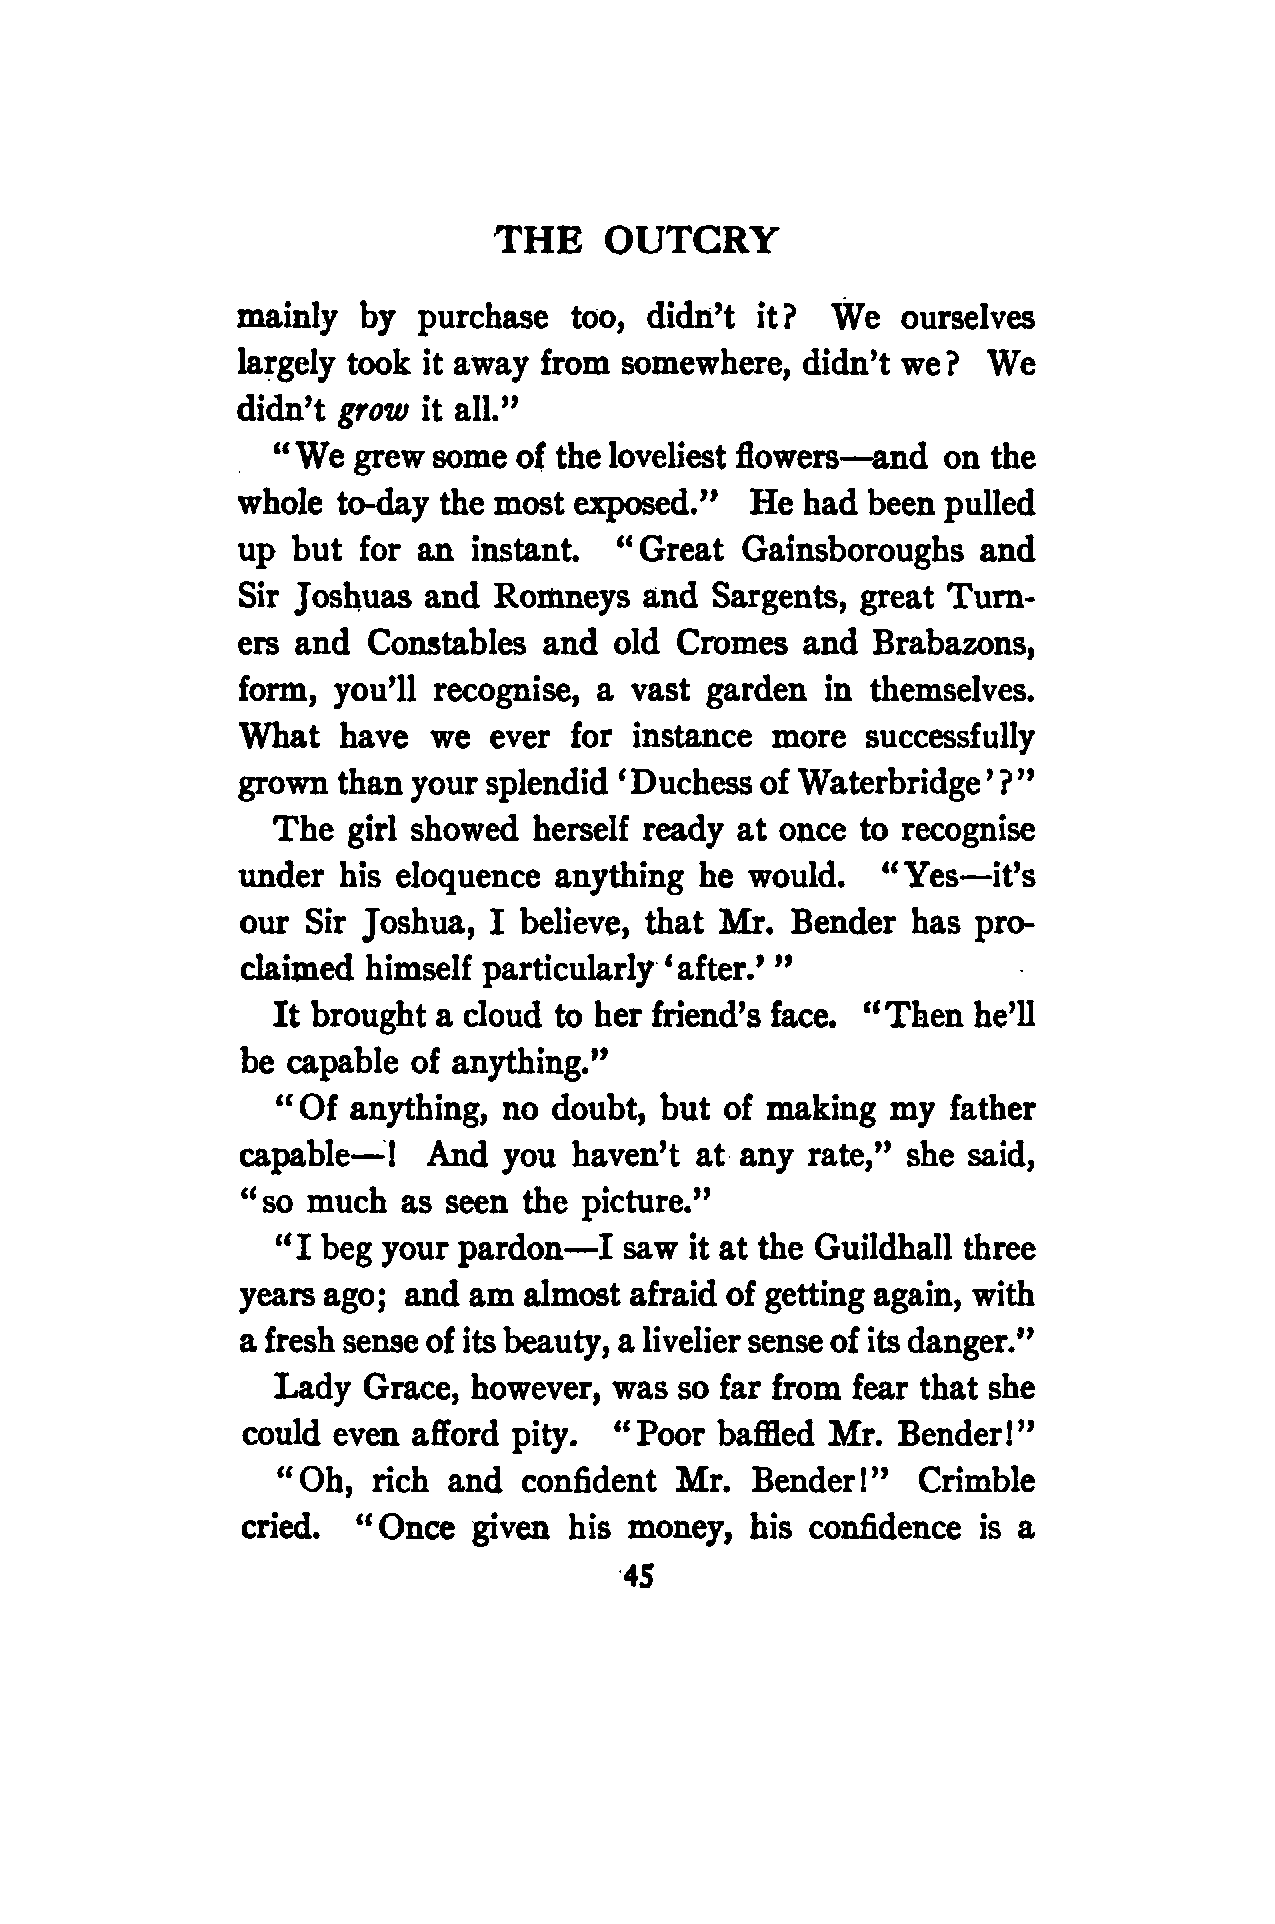 THE OUTCRY
mainly by purchase too, didn't it? We ourselves
largely took it away from somewhere, didn't we? We
didn't grow it all."
"We grew some of the loveliest flowers—and on the
whole to-day the most exposed." He had been pulled
up but for an instant. "Great Gainsboroughs and
Sir Joshuas and Romneys and Sargents, great Turn-
ers and Constables and old Cromes and Brabazons,
form, you'll recognise, a vast garden in themselves.
What have we ever for instance more successfully
grown than your splendid 'Duchess of Waterbridge'?"
The girl showed herself ready at once to recognise
under his eloquence anything he would. "Yes—it's
our Sir Joshua, I believe, that Mr. Bender has pro-
claimed himself particularly 'after.'"
It brought a cloud to her friend's face. "Then he'll
be capable of anything."
"Of anything, no doubt, but of making my father
capable—! And you haven't at any rate," she said,
"so much as seen the picture."
"I beg your pardon—I saw it at the Guildhall three
years ago; and am almost afraid of getting again, with
a fresh sense of its beauty, a livelier sense of its danger."
Lady Grace, however, was so far from fear that she
could even afford pity. "Poor baffled Mr. Bender!"
"Oh, rich and confident Mr. Bender!" Crimble
cried. "Once given his money, his confidence is a
45